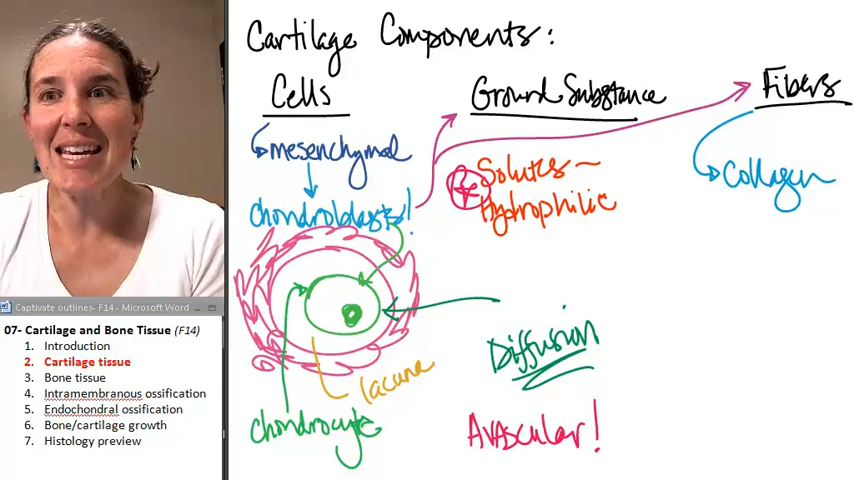 Cartilage Components:
Cells
Ground Substance
Fibers
mesenchymal
chondroblasts!
+ Solutes ~
Hydrophilic
Collagen
lacuna
chondrocyte
Diffusion
Avascular!
Captivate outlines- F14 - Microsoft Word
07- Cartilage and Bone Tissue (F14)
1. Introduction
2. Cartilage tissue
3. Bone tissue
4. Intramembranous ossification
5. Endochondral ossification
6. Bone/cartilage growth
7. Histology preview